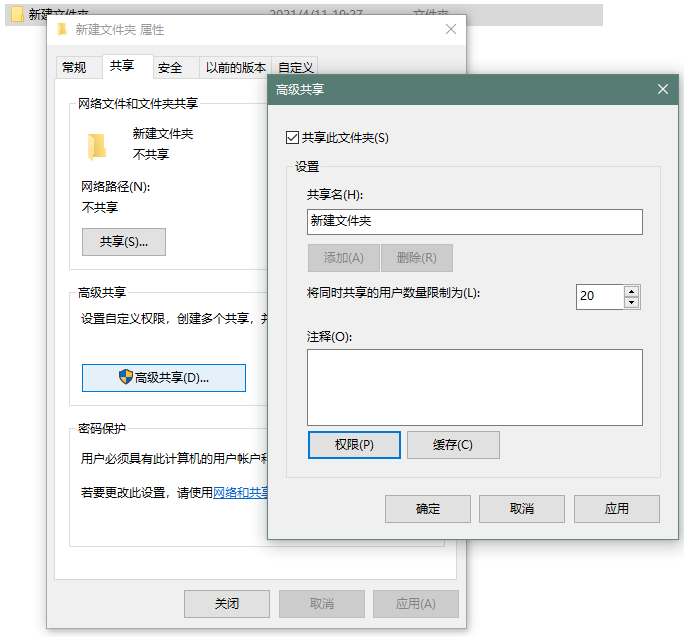 新建文件夹
2021/4/11 19:27
文件夹
新建文件夹 属性
常规
共享
安全
以前的版本
自定义
网络文件和文件夹共享
新建文件夹
不共享
网络路径(N):
不共享
共享(S)...
高级共享
设置自定义权限，创建多个共享，并
高级共享(D)...
密码保护
用户必须具有此计算机的用户帐户和
若要更改此设置，请使用网络和共享
关闭
取消
应用(A)
高级共享
共享此文件夹(S)
设置
共享名(H):
新建文件夹
添加(A)
删除(R)
将同时共享的用户数量限制为(L):
20
注释(O):
权限(P)
缓存(C)
确定
取消
应用